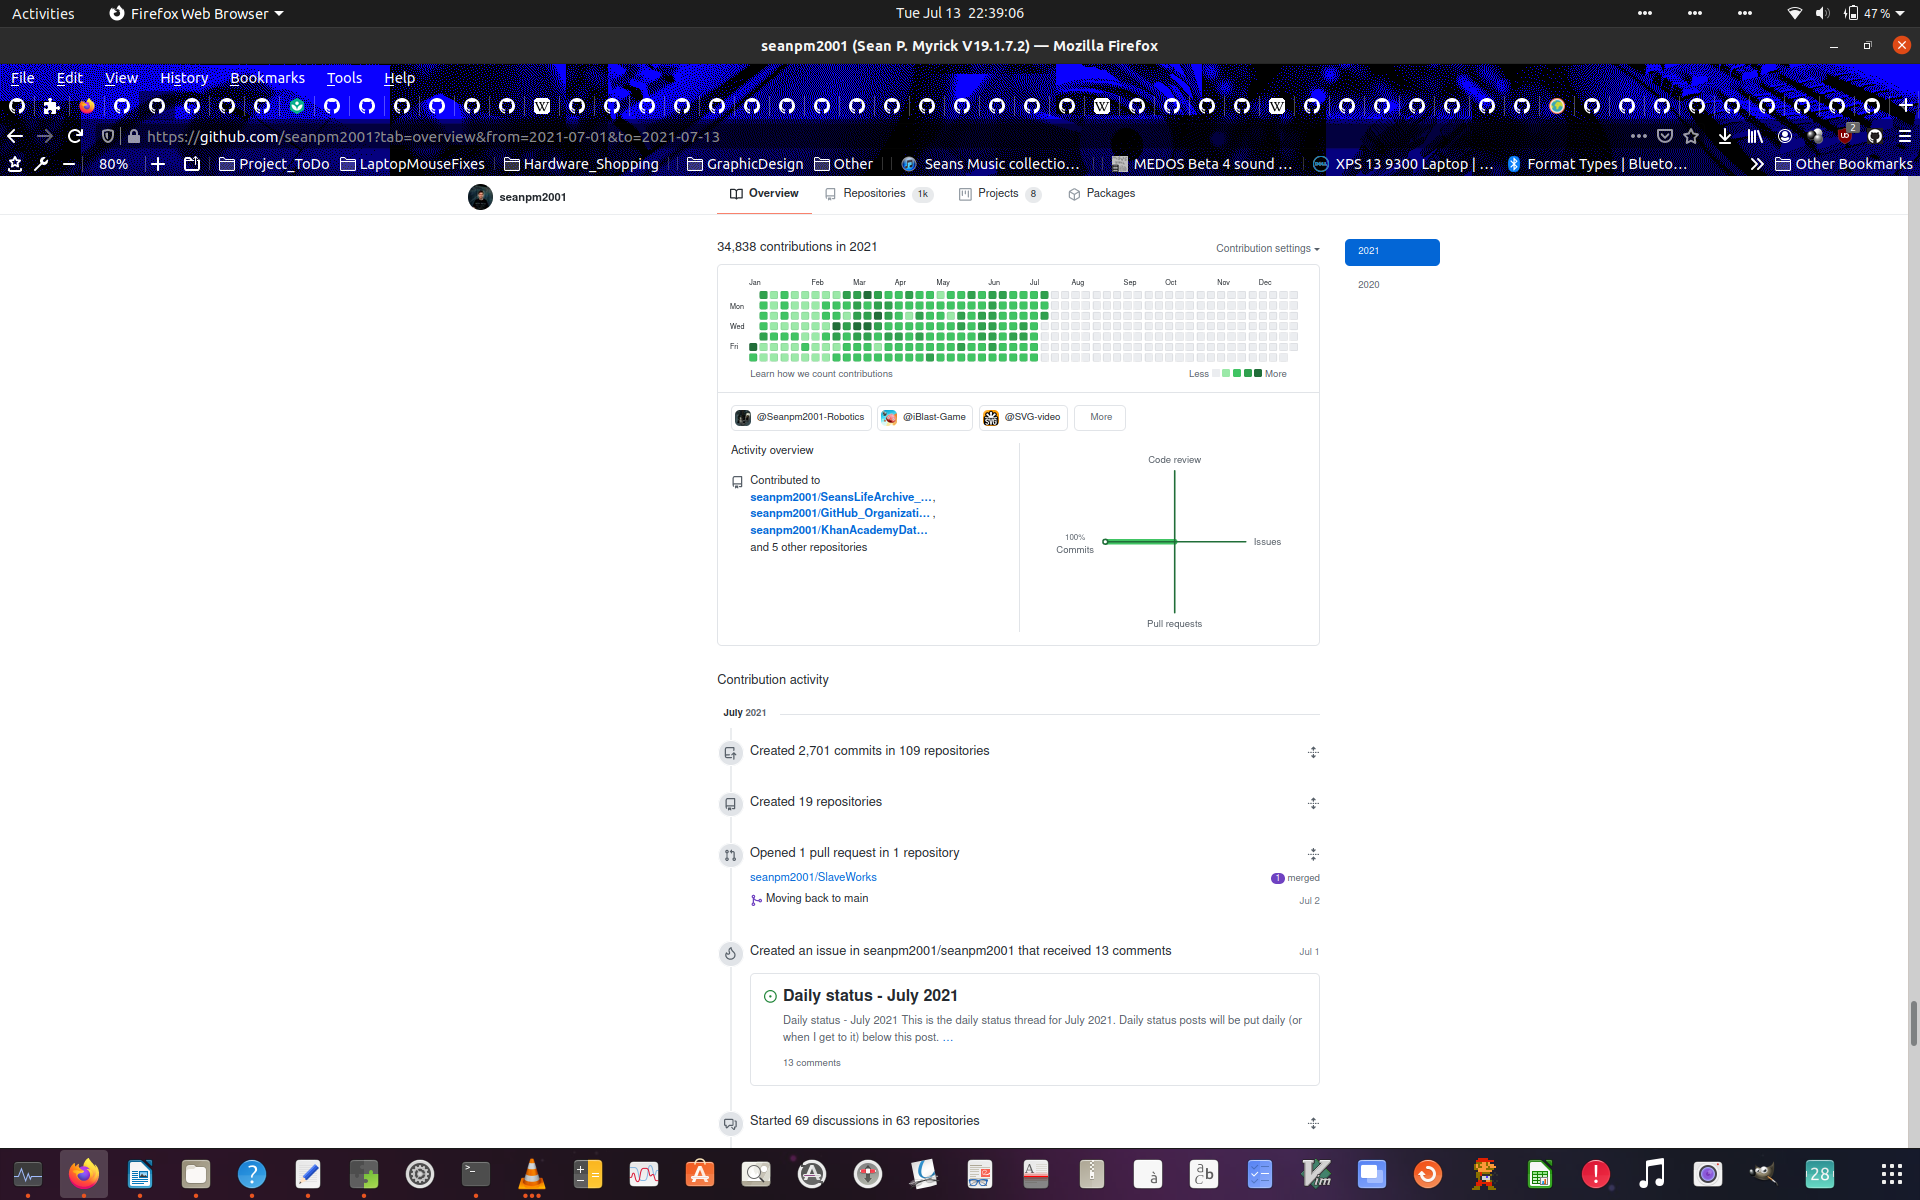 Activities
Firefox Web Browser
Tue Jul 13 22:39:06
47 %
seanpm2001 (Sean P. Myrick V19.1.7.2) — Mozilla Firefox
File Edit View History Bookmarks Tools Help
https://github.com/seanpm2001?tab=overview&from=2021-07-01&to=2021-07-13
2
80%
Project_ToDo
LaptopMouseFixes
Hardware_Shopping
GraphicDesign
Other
Seans Music collectio…
MEDOS Beta 4 sound …
XPS 13 9300 Laptop | …
Format Types | Blueto…
Other Bookmarks
seanpm2001
Overview
Repositories 1k
Projects 8
Packages
34,838 contributions in 2021
Contribution settings
2021
2020
Jan Feb Mar Apr May Jun Jul Aug Sep Oct Nov Dec
Mon
Wed
Fri
Learn how we count contributions
Less More
@Seanpm2001-Robotics
@iBlast-Game
@SVG-video
More
Activity overview
Contributed to
seanpm2001/SeansLifeArchive_…,
seanpm2001/GitHub_Organizati… ,
seanpm2001/KhanAcademyDat…
and 5 other repositories
Code review
100%
Commits
Issues
Pull requests
Contribution activity
July 2021
Created 2,701 commits in 109 repositories
Created 19 repositories
Opened 1 pull request in 1 repository
seanpm2001/SlaveWorks
1 merged
Moving back to main
Jul 2
Created an issue in seanpm2001/seanpm2001 that received 13 comments
Jul 1
Daily status - July 2021
Daily status - July 2021 This is the daily status thread for July 2021. Daily status posts will be put daily (or
when I get to it) below this post. …
13 comments
Started 69 discussions in 63 repositories
28